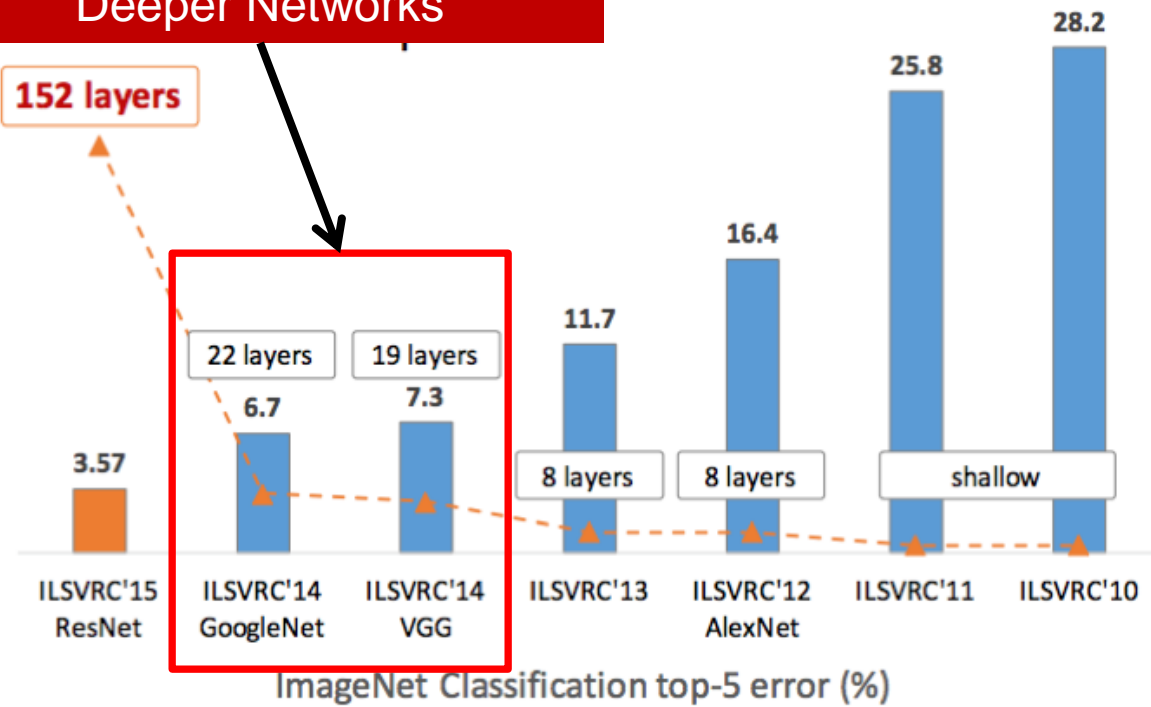 Deeper Networks
28.2
25.8
152 layers
16.4
11.7
22 layers
19 layers
6.7
7.3
3.57
8 layers
8 layers
shallow
ILSVRC'15
ResNet
ILSVRC'14
GoogleNet
ILSVRC'14
VGG
ILSVRC'13
ILSVRC'12
AlexNet
ILSVRC'11
ILSVRC'10
ImageNet Classification top-5 error (%)